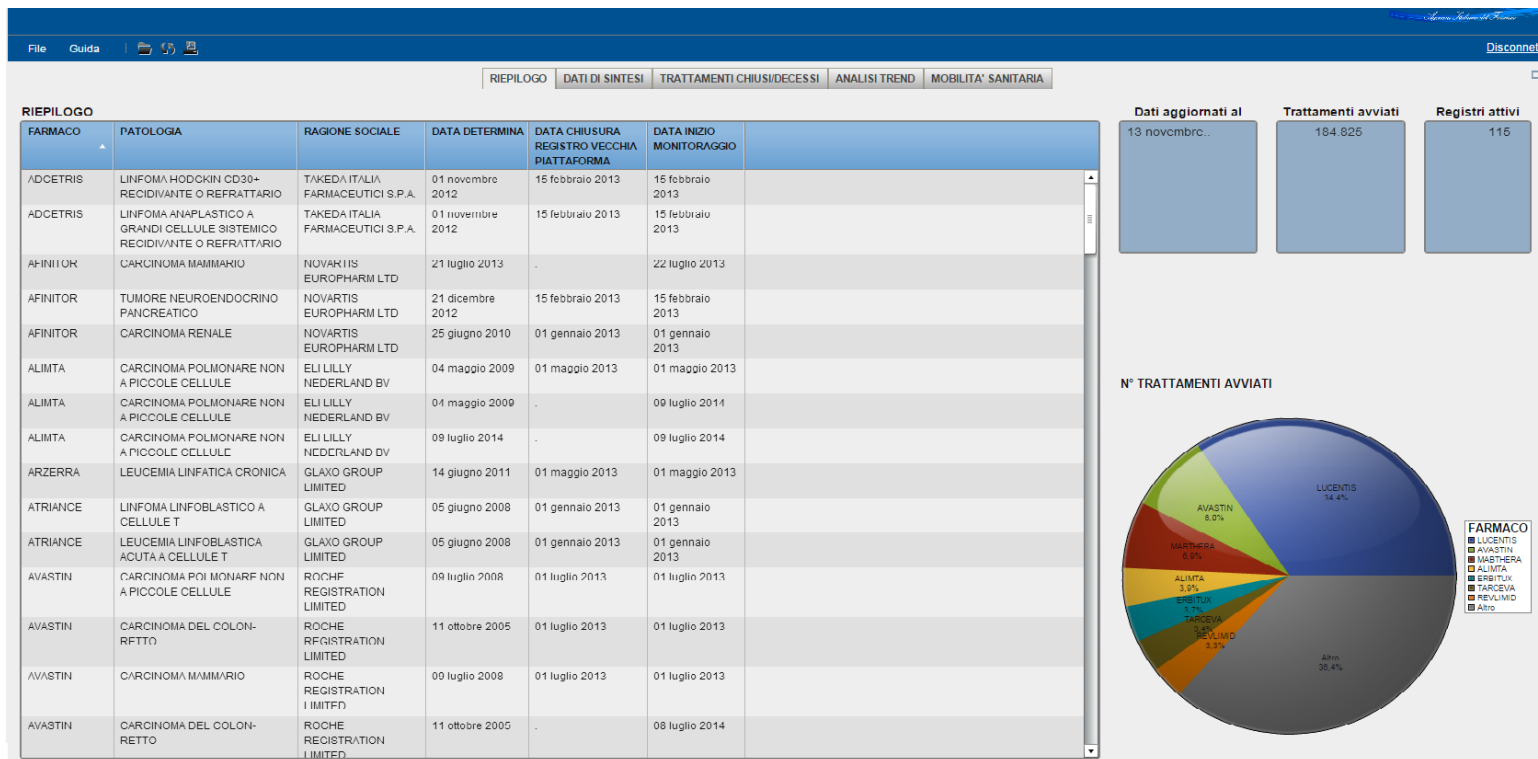 Agenzia Italiana del Farmaco
File Guida
Disconnet
RIEPILOGO DATI DI SINTESI TRATTAMENTI CHIUSI/DECESSI ANALISI TREND MOBILITA' SANITARIA
RIEPILOGO
FARMACO PATOLOGIA RAGIONE SOCIALE DATA DETERMINA DATA CHIUSURA DATA INIZIO
REGISTRO VECCHIA MONITORAGGIO
PIATTAFORMA
ADCETRIS LINFOMA HODGKIN CD30+ TAKEDA ITALIA 01 novembre 15 febbraio 2013 15 febbraio
RECIDIVANTE O REFRATTARIO FARMACEUTICI S.P.A. 2012 2013
ADCETRIS LINFOMA ANAPLASTICO A TAKEDA ITALIA 01 novembre 15 febbraio 2013 15 febbraio
GRANDI CELLULE SISTEMICO FARMACEUTICI S.P.A. 2012 2013
RECIDIVANTE O REFRATTARIO
AFINITOR CARCINOMA MAMMARIO NOVARTIS 21 luglio 2013 . 22 luglio 2013
EUROPHARM LTD
AFINITOR TUMORE NEUROENDOCRINO NOVARTIS 21 dicembre 15 febbraio 2013 15 febbraio
PANCREATICO EUROPHARM LTD 2012 2013
AFINITOR CARCINOMA RENALE NOVARTIS 25 giugno 2010 01 gennaio 2013 01 gennaio
EUROPHARM LTD 2013
ALIMTA CARCINOMA POLMONARE NON ELI LILLY 04 maggio 2009 01 maggio 2013 01 maggio 2013
A PICCOLE CELLULE NEDERLAND BV
ALIMTA CARCINOMA POLMONARE NON ELI LILLY 04 maggio 2009 . 09 luglio 2014
A PICCOLE CELLULE NEDERLAND BV
ALIMTA CARCINOMA POLMONARE NON ELI LILLY 09 luglio 2014 . 09 luglio 2014
A PICCOLE CELLULE NEDERLAND BV
ARZERRA LEUCEMIA LINFATICA CRONICA GLAXO GROUP 14 giugno 2011 01 maggio 2013 01 maggio 2013
LIMITED
ATRIANCE LINFOMA LINFOBLASTICO A GLAXO GROUP 05 giugno 2008 01 gennaio 2013 01 gennaio
CELLULE T LIMITED 2013
ATRIANCE LEUCEMIA LINFOBLASTICA GLAXO GROUP 05 giugno 2008 01 gennaio 2013 01 gennaio
ACUTA A CELLULE T LIMITED 2013
AVASTIN CARCINOMA POLMONARE NON ROCHE 09 luglio 2008 01 luglio 2013 01 luglio 2013
A PICCOLE CELLULE REGISTRATION
LIMITED
AVASTIN CARCINOMA DEL COLON- ROCHE 11 ottobre 2005 01 luglio 2013 01 luglio 2013
RETTO REGISTRATION
LIMITED
AVASTIN CARCINOMA MAMMARIO ROCHE 09 luglio 2008 01 luglio 2013 01 luglio 2013
REGISTRATION
LIMITED
AVASTIN CARCINOMA DEL COLON- ROCHE 11 ottobre 2005 . 08 luglio 2014
RETTO REGISTRATION
LIMITED
Dati aggiornati al Trattamenti avviati Registri attivi
13 novembre.. 184.825 115
N° TRATTAMENTI AVVIATI
LUCENTIS
34,4%
AVASTIN
MABTHERA
6,9%
ALIMTA
3,9%
ERBITUX
3,7%
TARCEVA
3,4%
REVLIMID
3,3%
Altro
36,4%
FARMACO
LUCENTIS
AVASTIN
MABTHERA
ALIMTA
ERBITUX
TARCEVA
REVLIMID
Altro